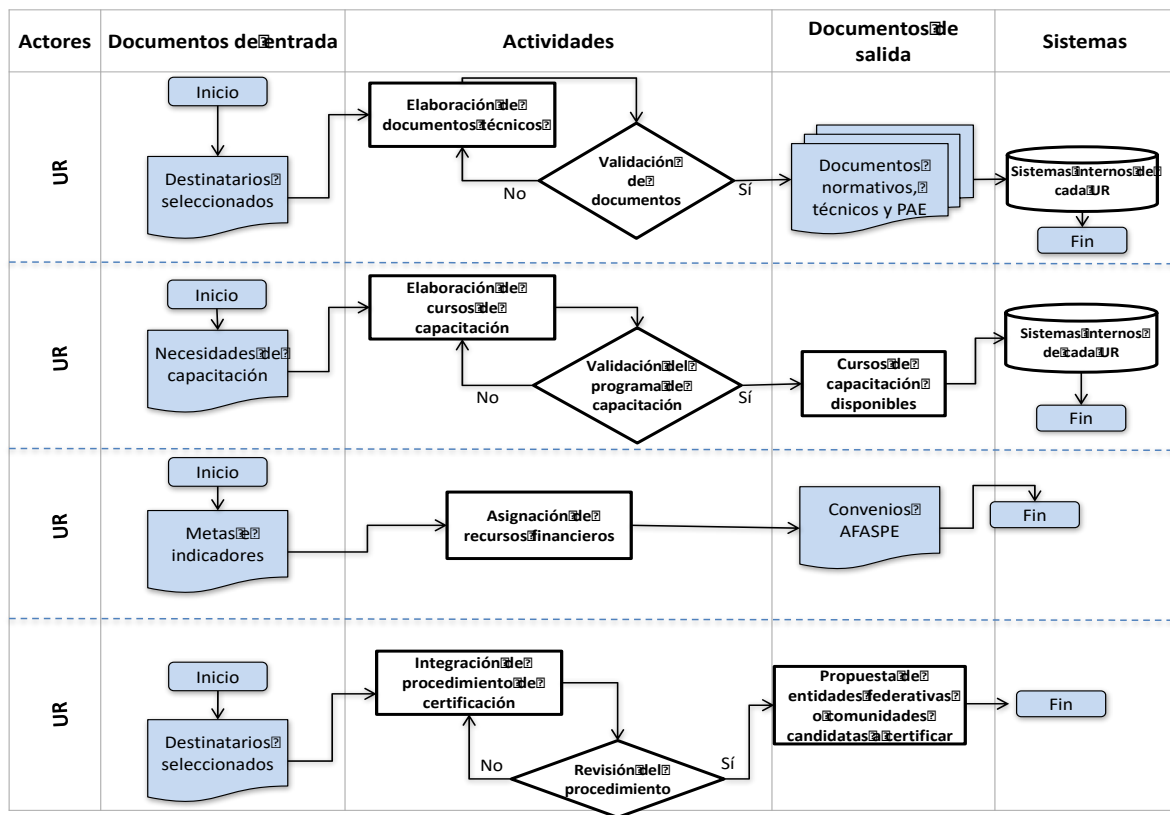 Actores
Documentos de entrada
Actividades
Documentos de
salida
Sistemas
UR
Inicio
Destinatarios
seleccionados
Elaboración de
documentos técnicos
Validación
de
documentos
No
Sí
Documentos
normativos,
técnicos y PAE
Sistemas internos de
cada UR
Fin
UR
Inicio
Necesidades de
capacitación
Elaboración de
cursos de
capacitación
Validación del
programa de
capacitación
No
Sí
Cursos de
capacitación
disponibles
Sistemas internos
de cada UR
Fin
UR
Inicio
Metas e
indicadores
Asignación de
recursos financieros
Convenios
AFASPE
Fin
UR
Inicio
Destinatarios
seleccionados
Integración de
procedimiento de
certificación
Revisión del
procedimiento
No
Sí
Propuesta de
entidades federativas
o comunidades
candidatas a certificar
Fin